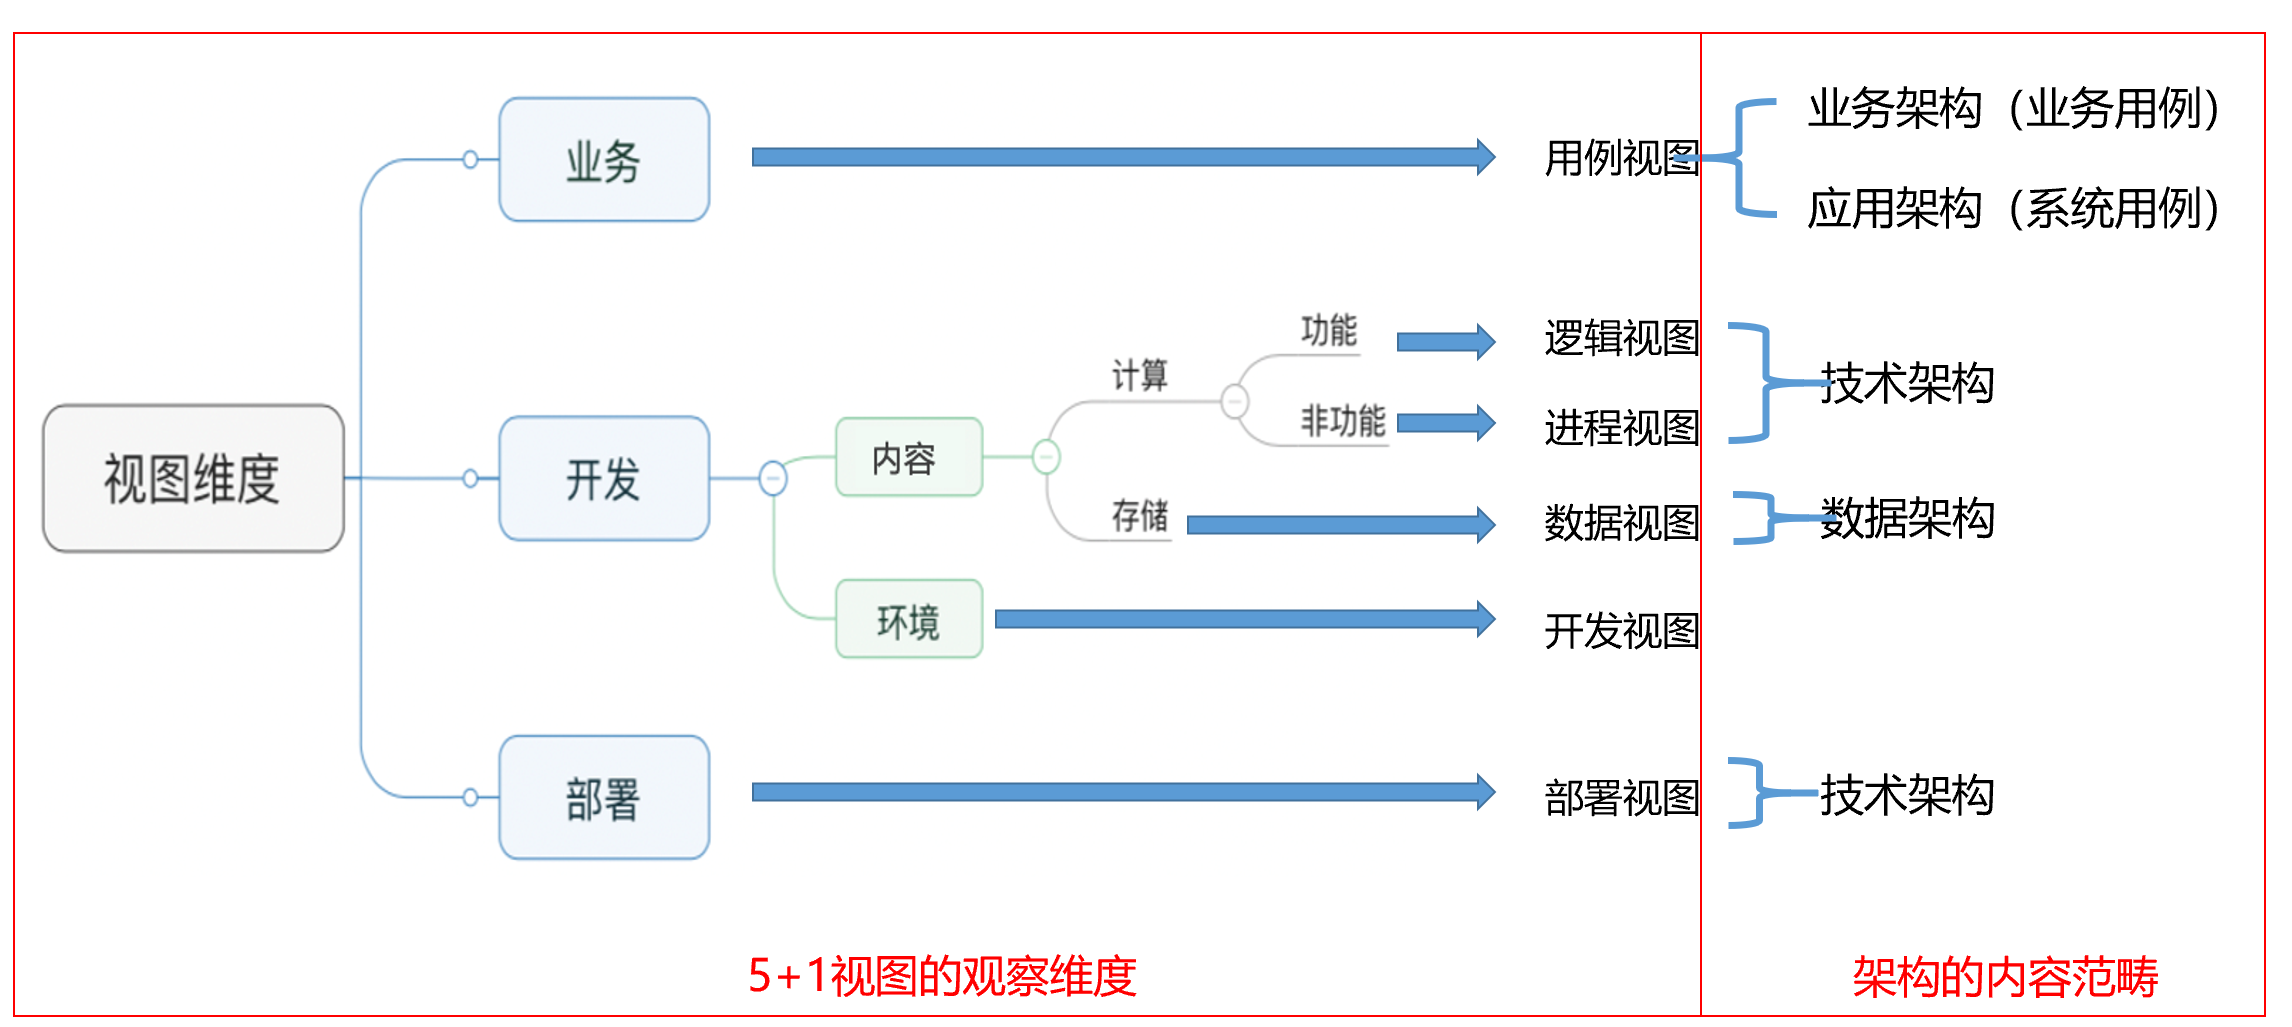 视图维度
业务
用例视图
业务架构（业务用例）
应用架构（系统用例）
开发
内容
计算
功能
逻辑视图
非功能
进程视图
技术架构
存储
数据视图
数据架构
环境
开发视图
部署
部署视图
技术架构
5+1视图的观察维度
架构的内容范畴